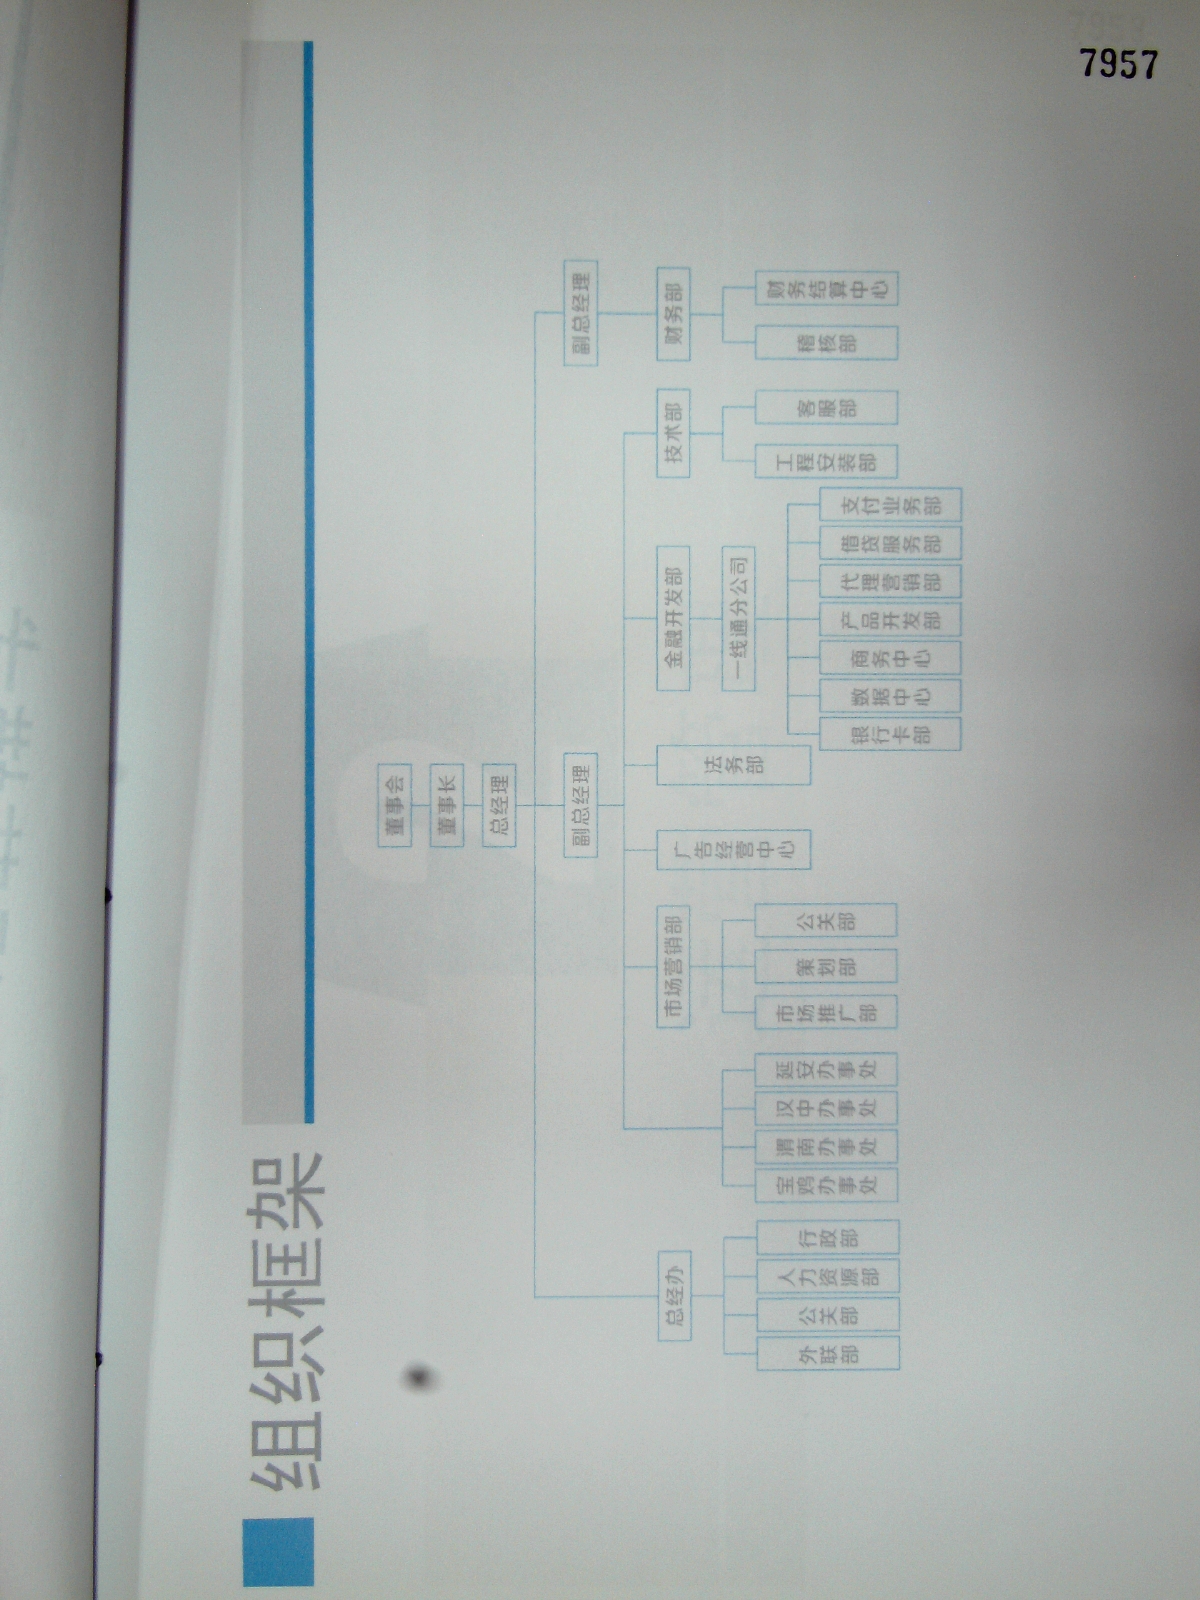 7957
组织框架
董事会
董事长
总经理
副总经理
副总经理
总经办
市场营销部
广告经营中心
法务部
金融开发部
技术部
财务部
一线通分公司
外联部
公关部
人力资源部
行政部
宝鸡办事处
渭南办事处
汉中办事处
延安办事处
市场推广部
策划部
公关部
银行卡部
数据中心
商务中心
产品开发部
代理营销部
借贷服务部
支付业务部
工程安装部
客服部
稽核部
财务结算中心